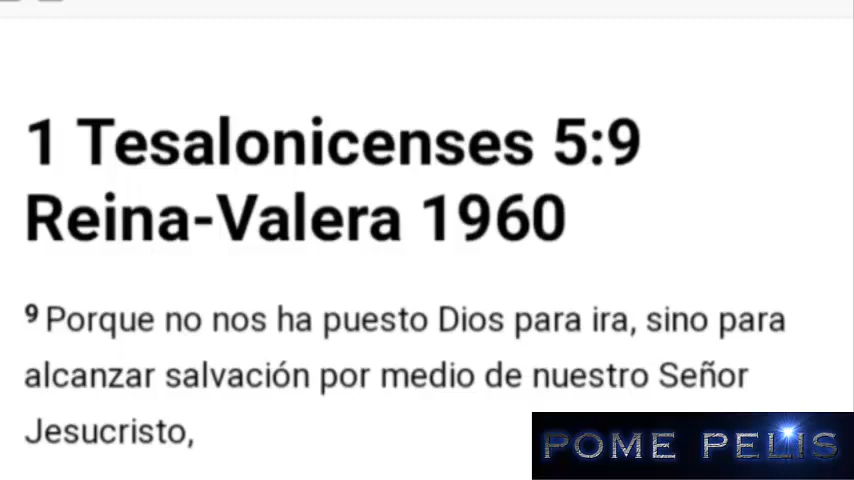 1 Tesalonicenses 5:9
Reina-Valera 1960
9 Porque no nos ha puesto Dios para ira, sino para
alcanzar salvación por medio de nuestro Señor
Jesucristo,
POME PELIS